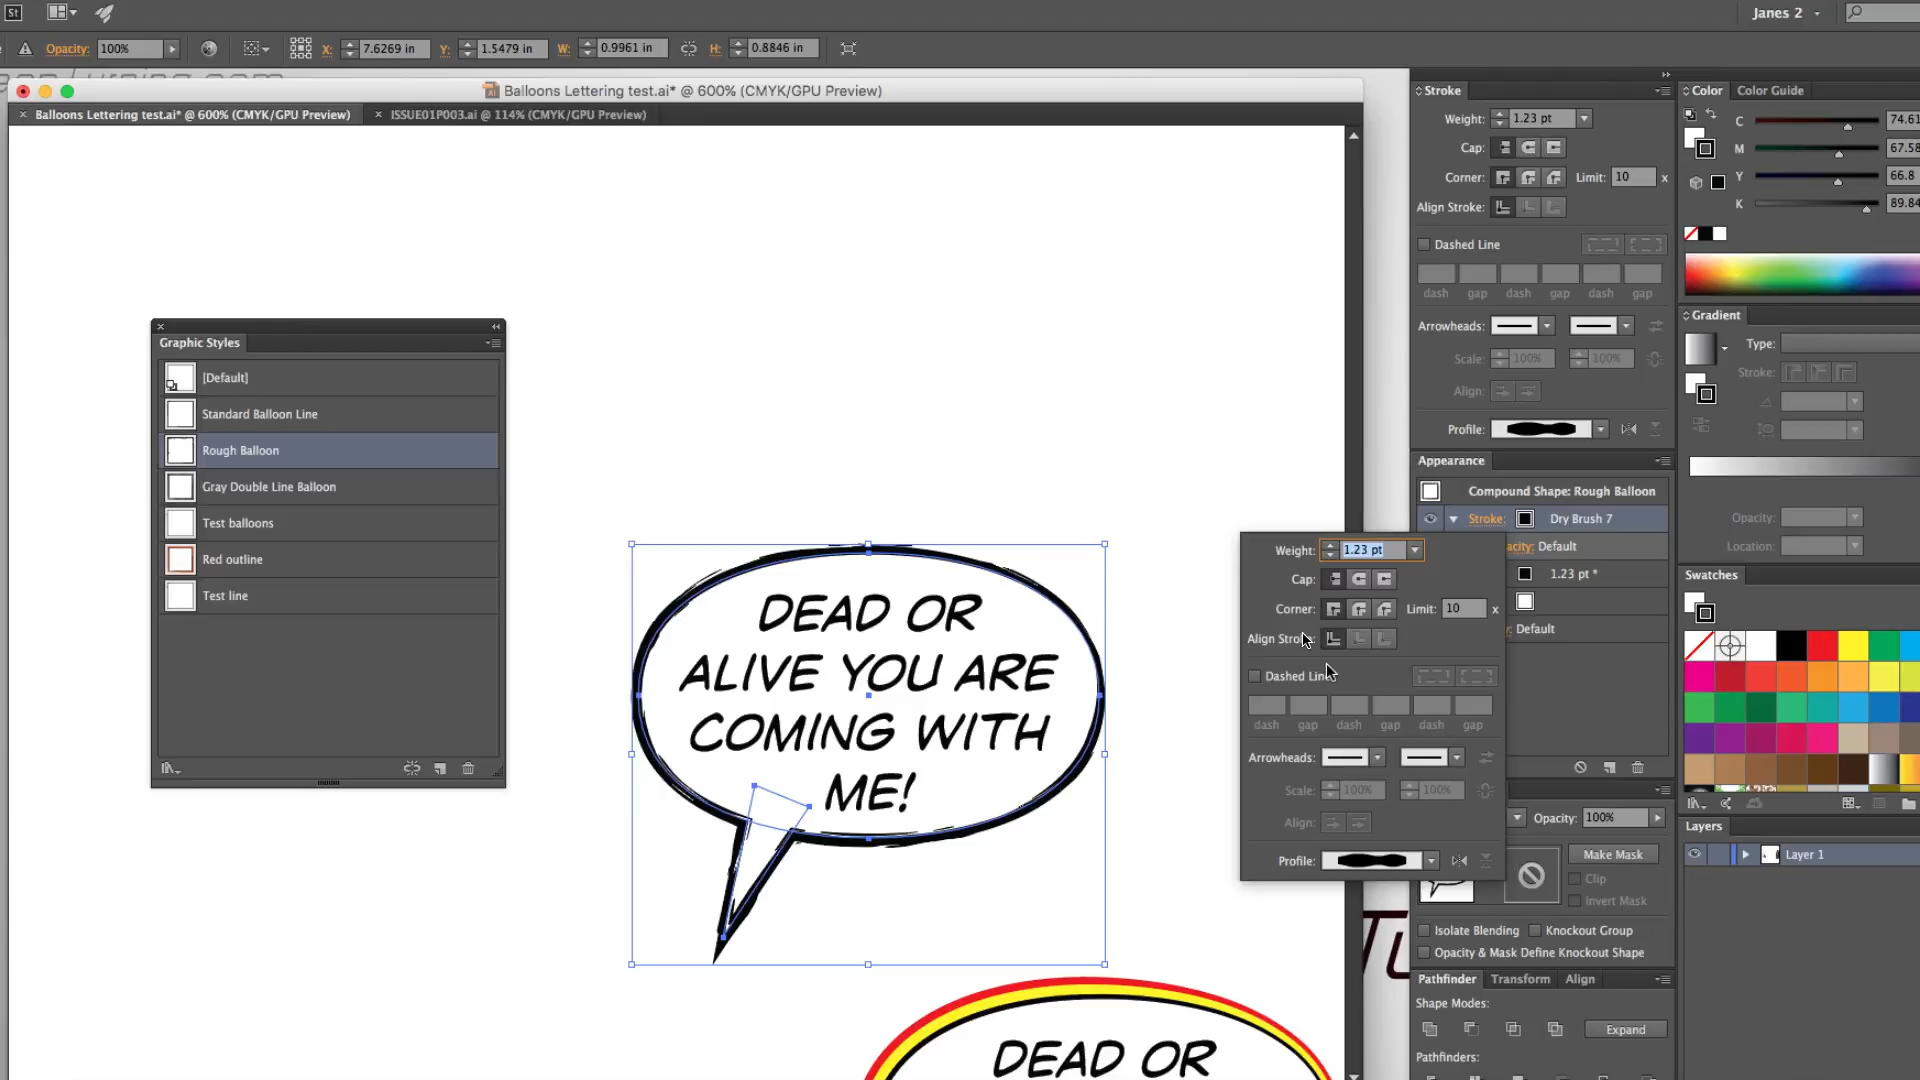 St
Janes 2
Opacity: 100% X: 7.6269 in Y: 1.5479 in W: 0.9961 in H: 0.8846 in
Balloons Lettering test.ai* @ 600% (CMYK/GPU Preview)
× Balloons Lettering test.ai* @ 600% (CMYK/GPU Preview) × ISSUE01P003.ai @ 114% (CMYK/GPU Preview)
Graphic Styles
[Default]
Standard Balloon Line
Rough Balloon
Gray Double Line Balloon
Test balloons
Red outline
Test line
DEAD OR
ALIVE YOU ARE
COMING WITH
ME!
DEAD OR
Weight: 1.23 pt
Cap:
Corner: Limit: 10 x
Align Stroke:
Dashed Line
dash gap dash gap dash gap
Arrowheads:
Scale: 100% 100%
Align:
Profile:
Stroke
Weight: 1.23 pt
Cap:
Corner: Limit: 10 x
Align Stroke:
Dashed Line
dash gap dash gap dash gap
Arrowheads:
Scale: 100% 100%
Align:
Profile:
Appearance
Compound Shape: Rough Balloon
Stroke: Dry Brush 7
acity: Default
1.23 pt *
: Default
Opacity: 100%
Make Mask
Clip
Invert Mask
Isolate Blending Knockout Group
Opacity & Mask Define Knockout Shape
Pathfinder Transform Align
Shape Modes:
Expand
Pathfinders:
Color Color Guide
C 74.61
M 67.58
Y 66.8
K 89.84
Gradient
Type:
Stroke:
Opacity:
Location:
Swatches
Layers
Layer 1